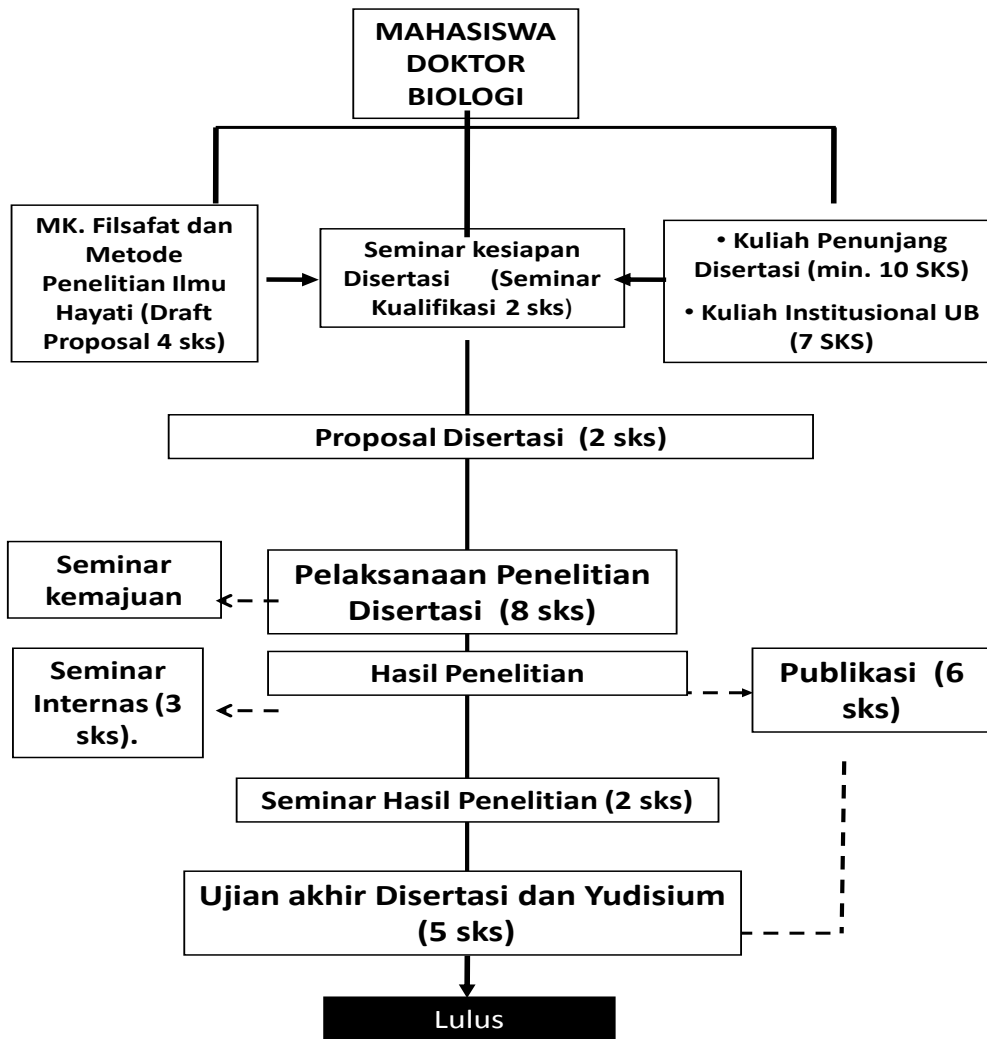 MAHASISWA
DOKTOR
BIOLOGI
MK. Filsafat dan
Metode
Penelitian Ilmu
Hayati (Draft
Proposal 4 sks)
Seminar kesiapan
Disertasi (Seminar
Kualifikasi 2 sks)
• Kuliah Penunjang
Disertasi (min. 10 SKS)
• Kuliah Institusional UB
(7 SKS)
Proposal Disertasi (2 sks)
Seminar
kemajuan
Pelaksanaan Penelitian
Disertasi (8 sks)
Seminar
Internas (3
sks).
Hasil Penelitian
Publikasi (6
sks)
Seminar Hasil Penelitian (2 sks)
Ujian akhir Disertasi dan Yudisium
(5 sks)
Lulus